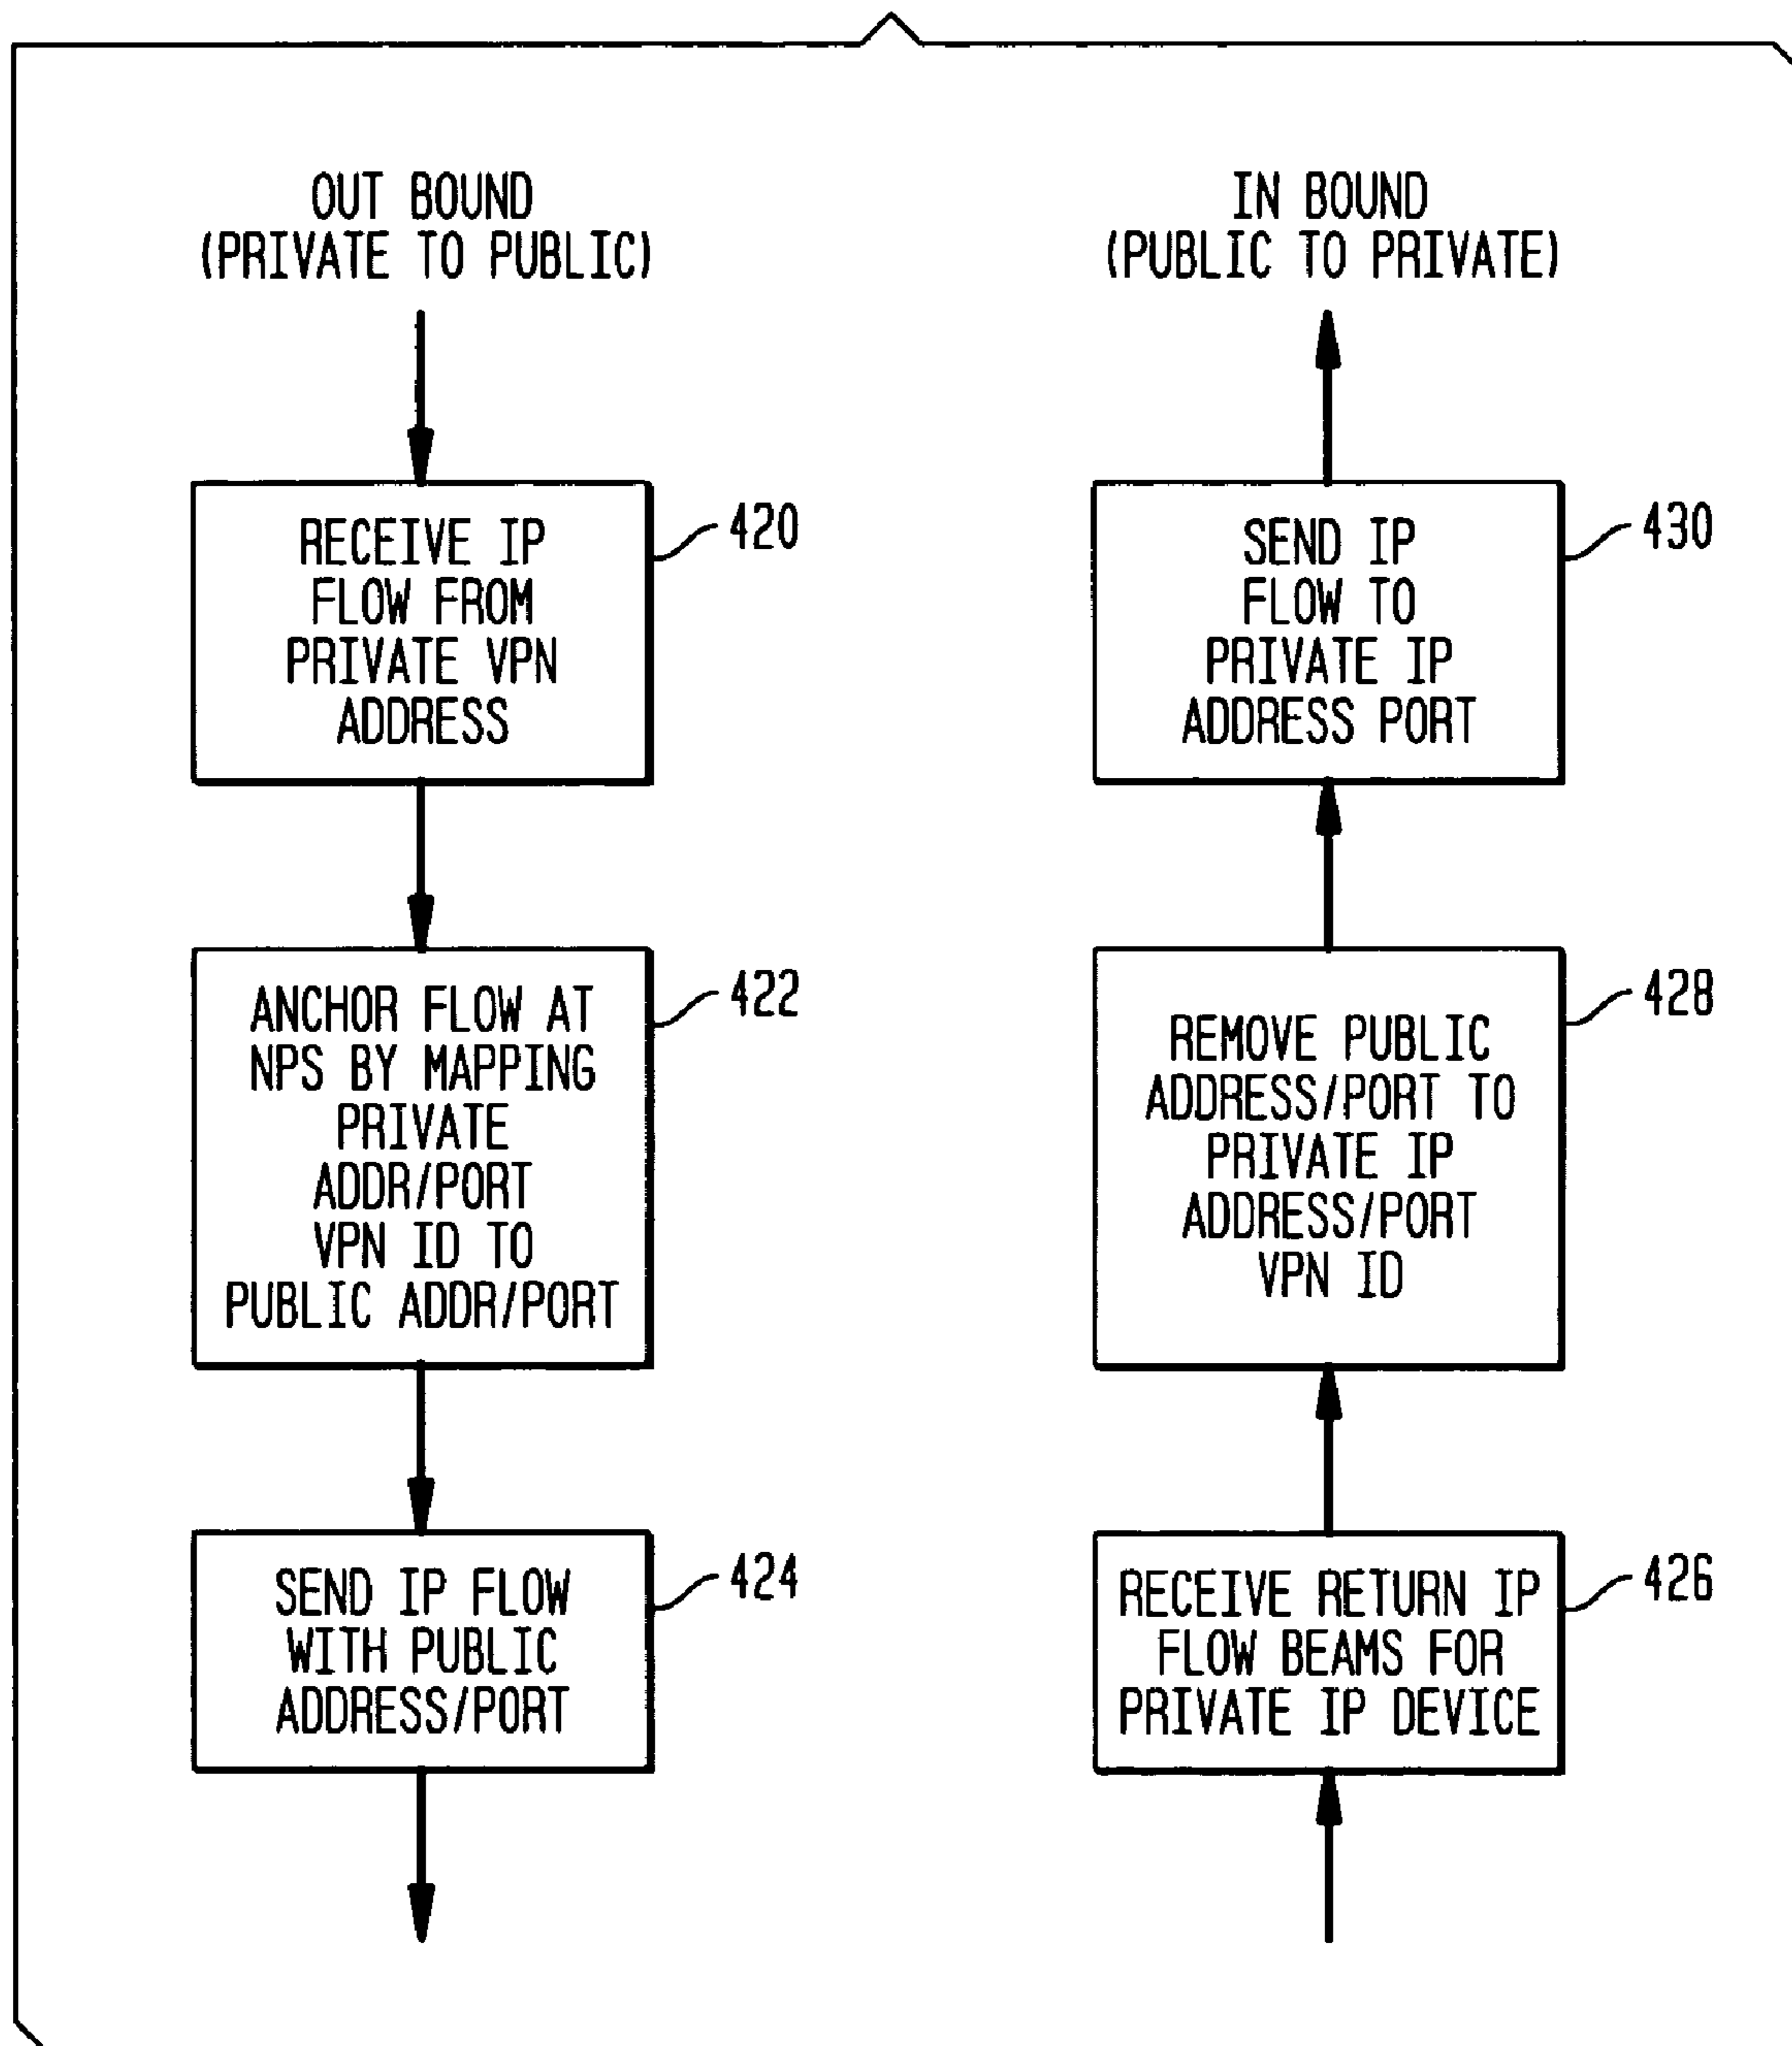 OUT BOUND
(PRIVATE TO PUBLIC)
RECEIVE IP
FLOW FROM
PRIVATE VPN
ADDRESS
420
ANCHOR FLOW AT
NPS BY MAPPING
PRIVATE
ADDR/PORT
VPN ID TO
PUBLIC ADDR/PORT
422
SEND IP FLOW
WITH PUBLIC
ADDRESS/PORT
424
IN BOUND
(PUBLIC TO PRIVATE)
SEND IP
FLOW TO
PRIVATE IP
ADDRESS PORT
430
REMOVE PUBLIC
ADDRESS/PORT TO
PRIVATE IP
ADDRESS/PORT
VPN ID
428
RECEIVE RETURN IP
FLOW BEAMS FOR
PRIVATE IP DEVICE
426